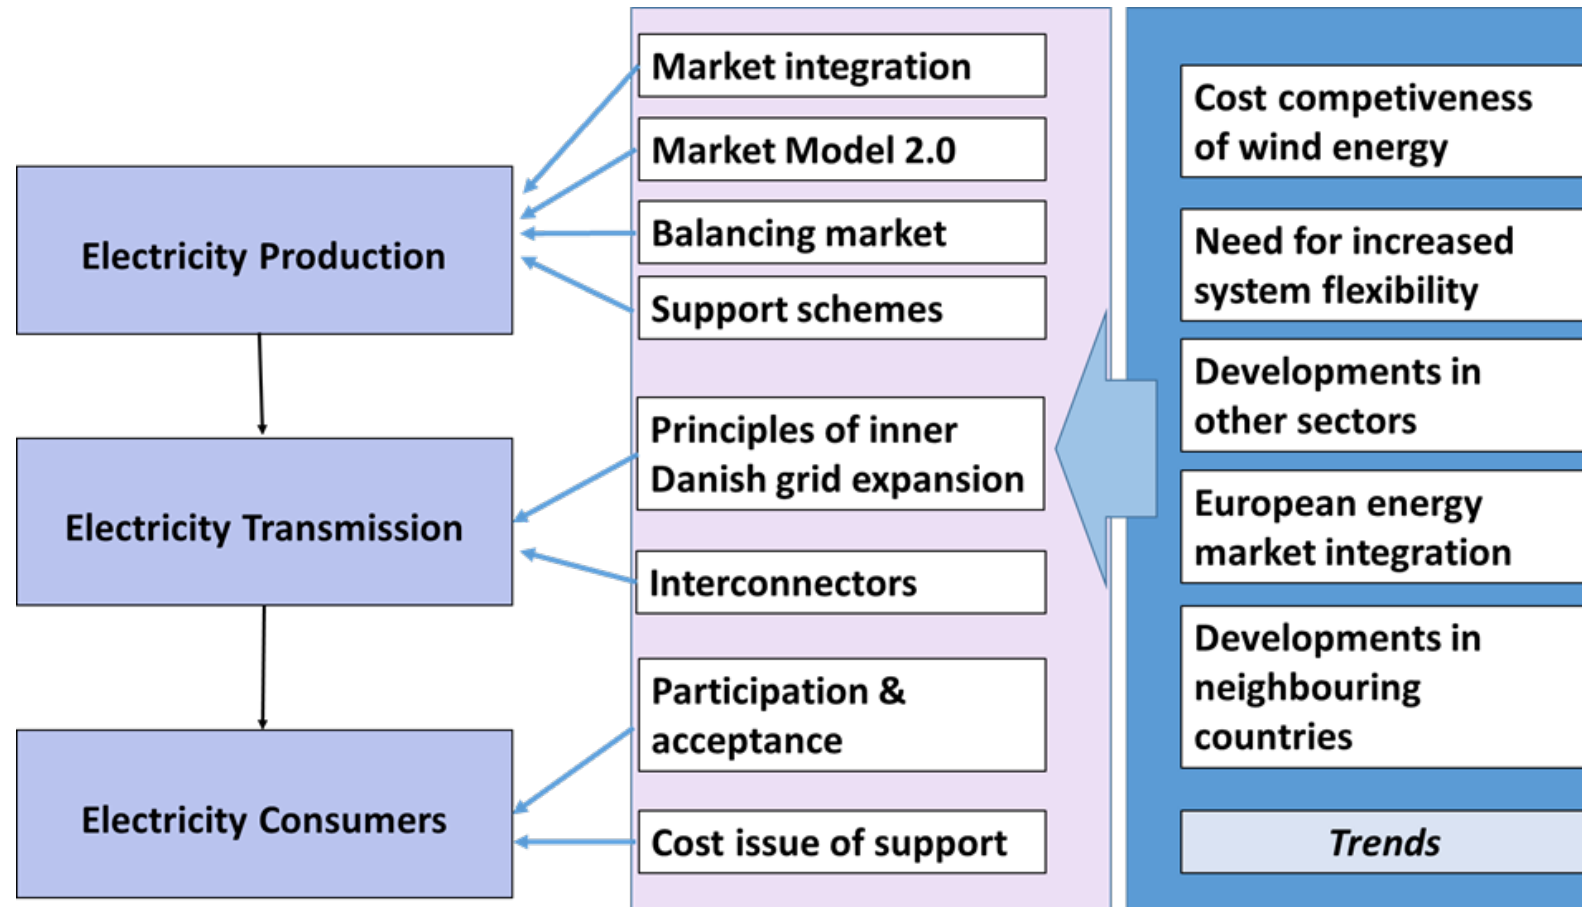 Electricity Production
Electricity Transmission
Electricity Consumers
Market integration
Market Model 2.0
Balancing market
Support schemes
Principles of inner
Danish grid expansion
Interconnectors
Participation &
acceptance
Cost issue of support
Cost competiveness
of wind energy
Need for increased
system flexibility
Developments in
other sectors
European energy
market integration
Developments in
neighbouring
countries
Trends